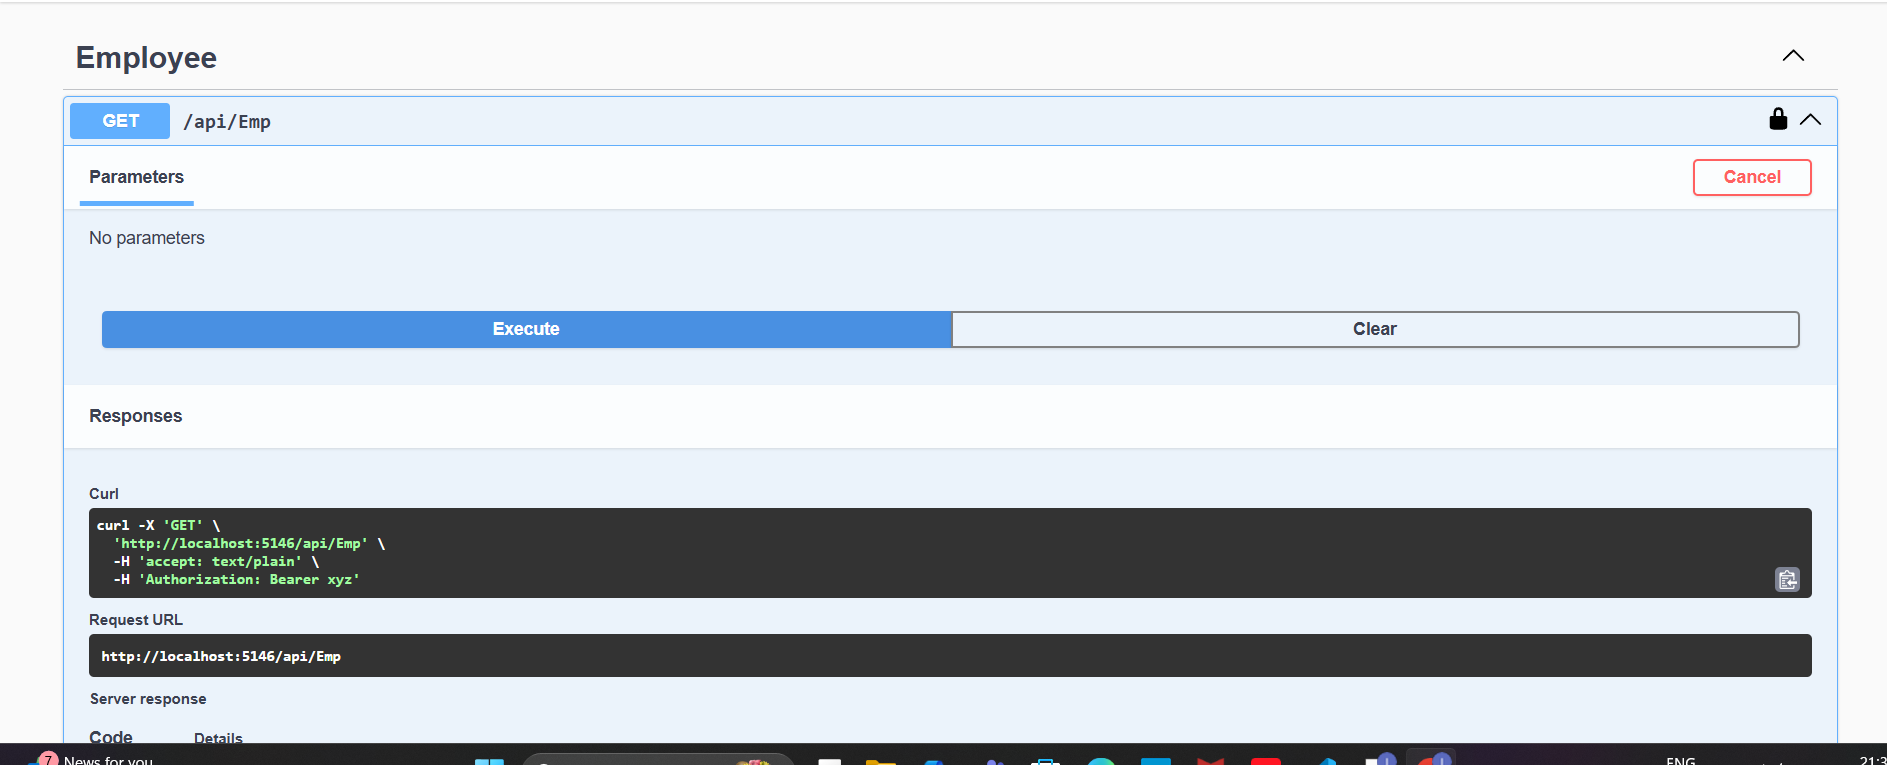 Employee
GET /api/Emp
Parameters
Cancel
No parameters
Execute
Clear
Responses
Curl
curl -X 'GET' \
'http://localhost:5146/api/Emp' \
-H 'accept: text/plain' \
-H 'Authorization: Bearer xyz'
Request URL
http://localhost:5146/api/Emp
Server response
Code Details
7 News for you
ENG